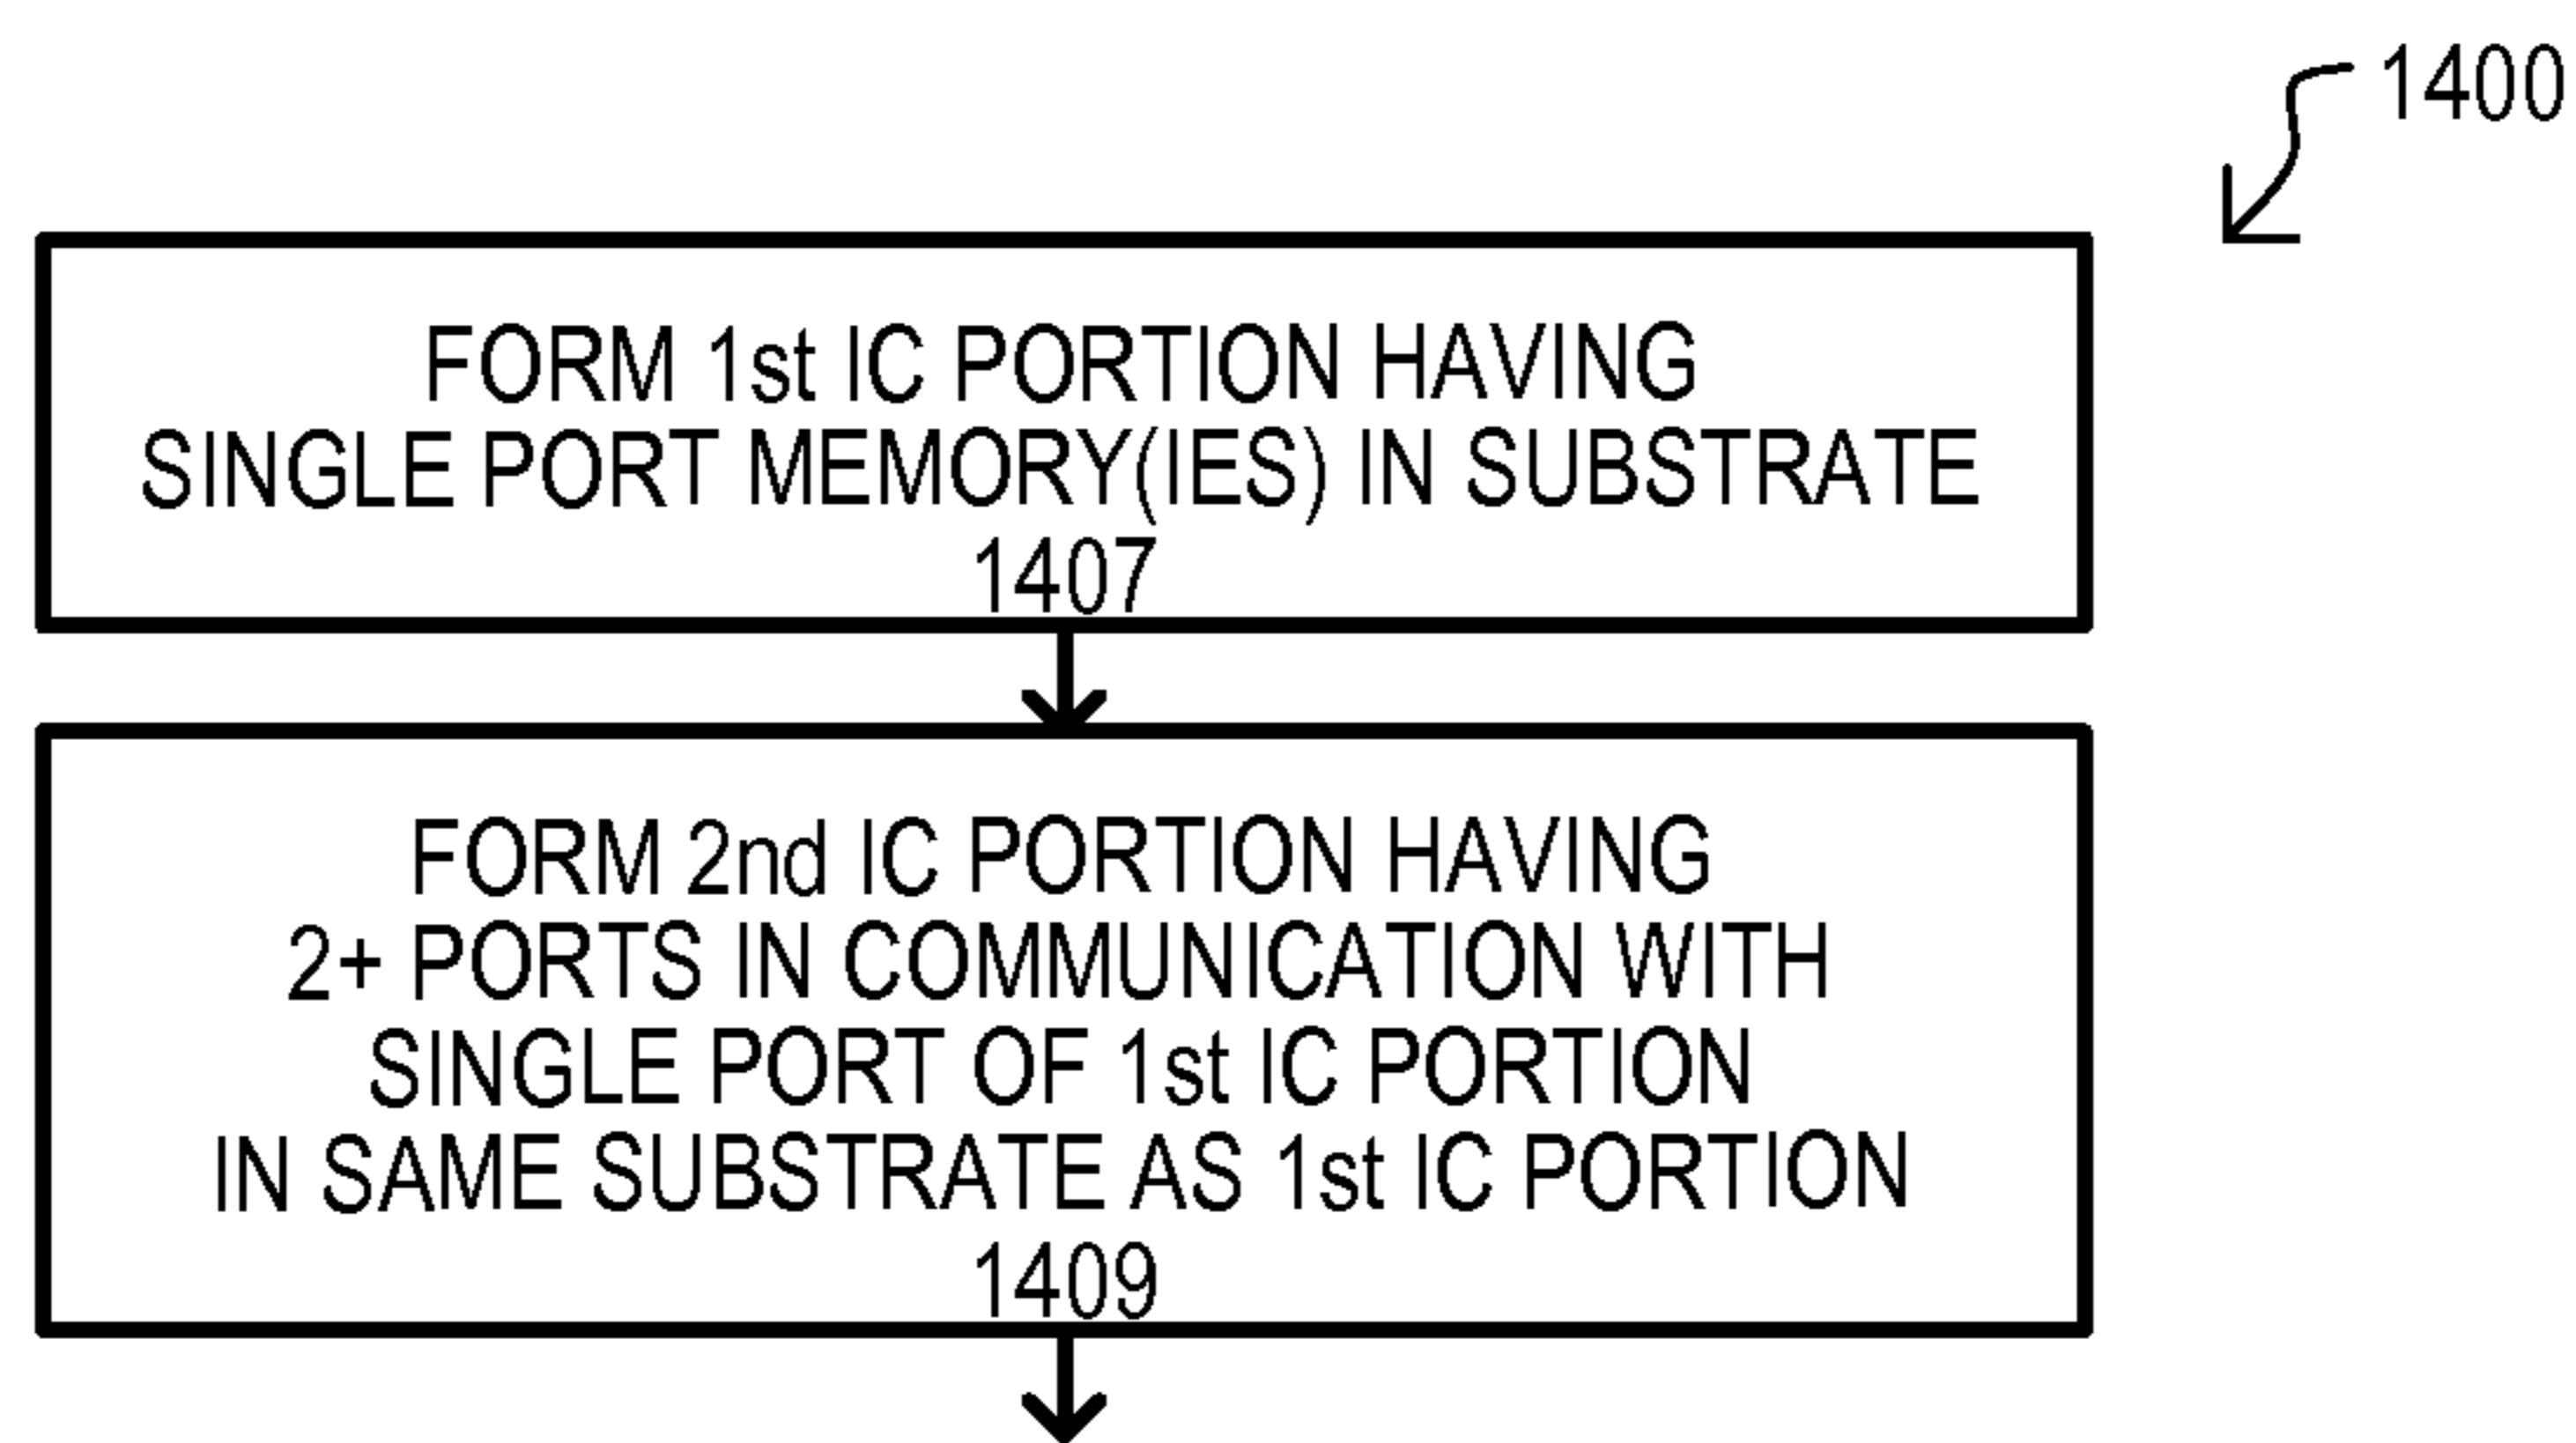 1400
FORM 1st IC PORTION HAVING
SINGLE PORT MEMORY(IES) IN SUBSTRATE
1407
FORM 2nd IC PORTION HAVING
2+ PORTS IN COMMUNICATION WITH
SINGLE PORT OF 1st IC PORTION
IN SAME SUBSTRATE AS 1st IC PORTION
1409